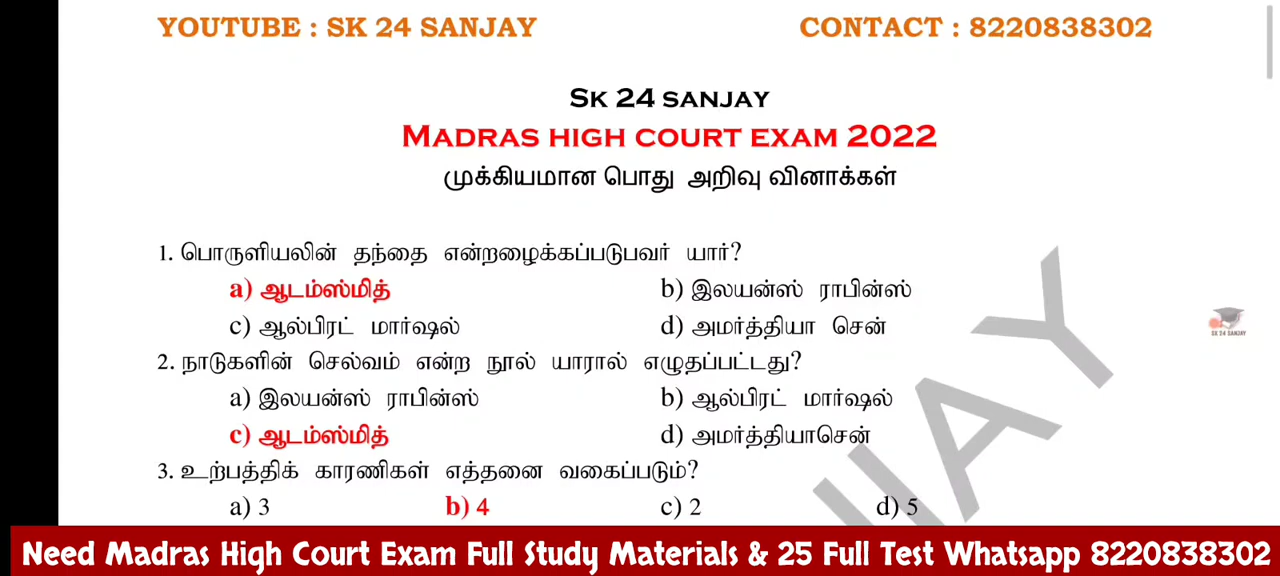 YOUTUBE : SK 24 SANJAY CONTACT : 8220838302
SK 24 SANJAY
MADRAS HIGH COURT EXAM 2022
முக்கியமான பொது அறிவு வினாக்கள்
1. பொருளியலின் தந்தை என்றழைக்கப்படுபவர் யார்?
a) ஆடம்ஸ்மித் b) இலயன்ஸ் ராபின்ஸ்
c) ஆல்பிரட் மார்ஷல் d) அமர்த்தியா சென்
SK 24 SANJAY
2. நாடுகளின் செல்வம் என்ற நூல் யாரால் எழுதப்பட்டது?
a) இலயன்ஸ் ராபின்ஸ் b) ஆல்பிரட் மார்ஷல்
c) ஆடம்ஸ்மித் d) அமர்த்தியாசென்
3. உற்பத்திக் காரணிகள் எத்தனை வகைப்படும்?
a) 3 b) 4 c) 2 d) 5
Need Madras High Court Exam Full Study Materials & 25 Full Test Whatsapp 8220838302